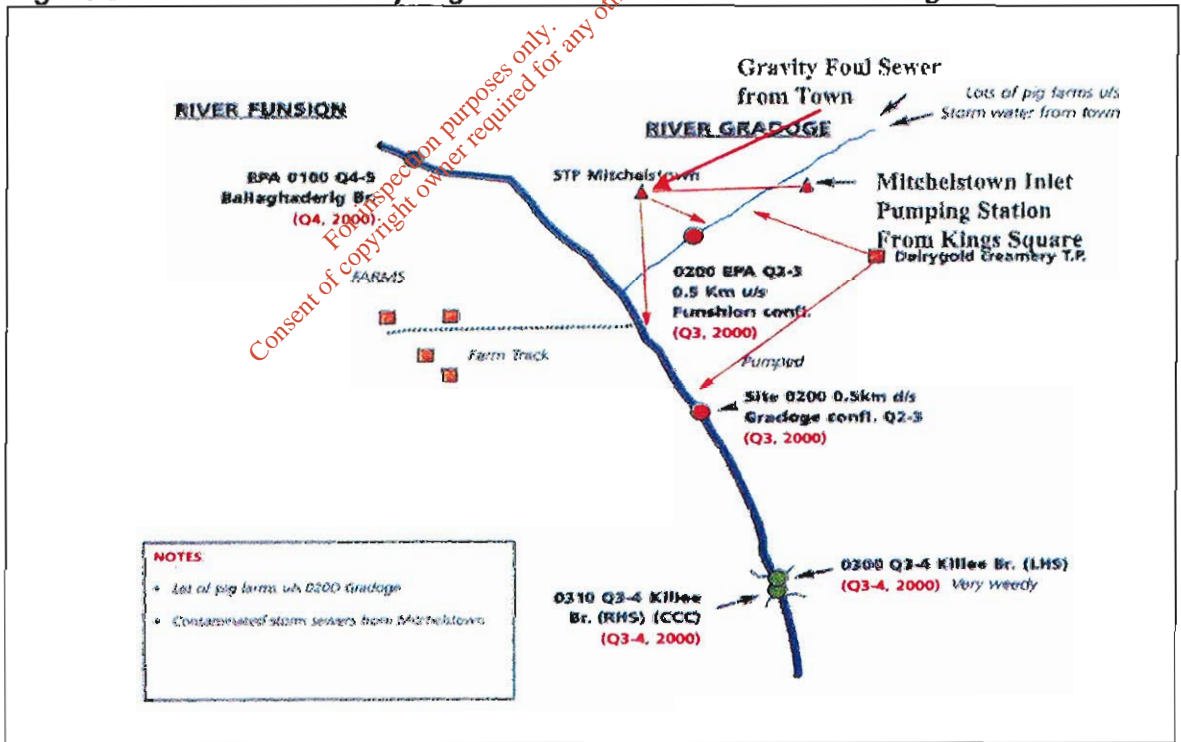 For inspection purposes only.
Consent of copyright owner required for any
Gravity Foul Sewer
from Town
Lots of pig farms u/s
Storm water from town
RIVER FUNSION
RIVER GRADOGE
EPA 0100 Q4-5
Ballaghaderig Br.
(Q4, 2000)
STP Mitchelstown
Mitchelstown Inlet
Pumping Station
From Kings Square
Dairygold creamery T.P.
0200 EPA Q2-3
0.5 Km u/s
Funshion confl.
(Q3, 2000)
FARMS
Farm Track
Pumped
Site 0200 0.5km d/s
Gradoge confl. Q2-3
(Q3, 2000)
NOTES
• Lot of pig farms u/s 0200 Gradoge
• Contaminated storm sewers from Mitchelstown
0300 Q3-4 Killee Br. (LHS)
(Q3-4, 2000) Very weedy
0310 Q3-4 Killee
Br. (RHS) (CCC)
(Q3-4, 2000)